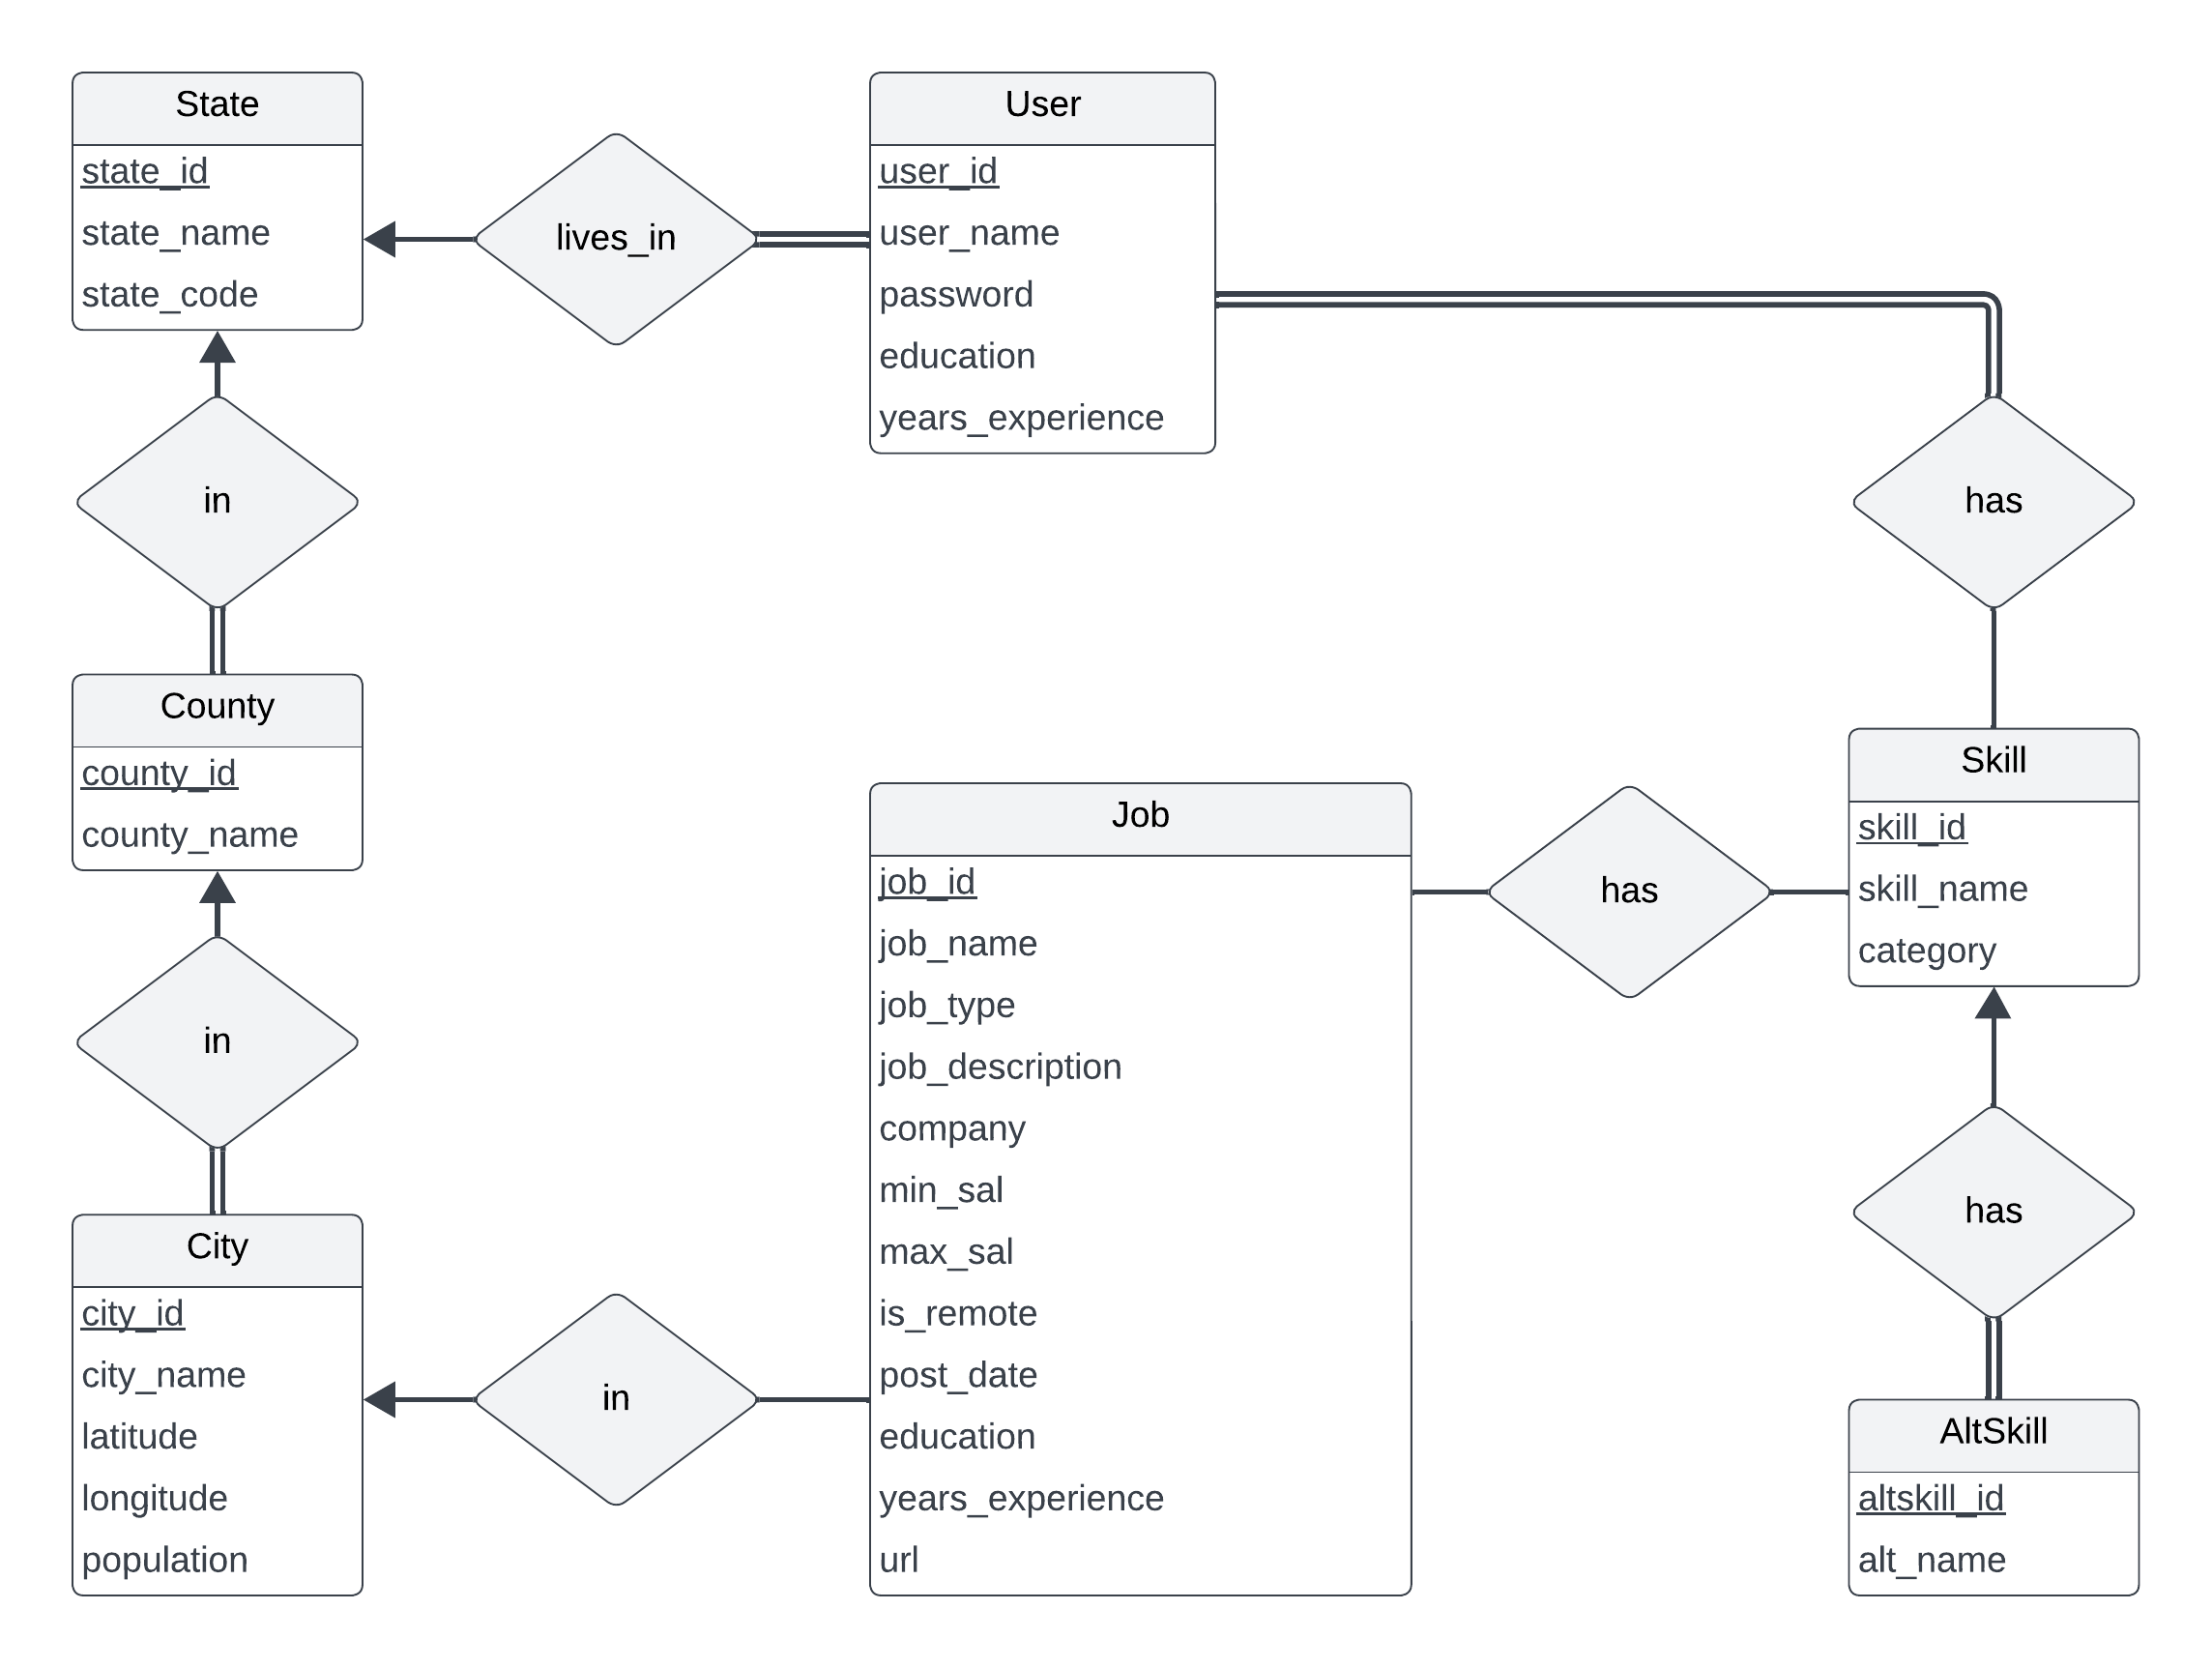 State
state_id
state_name
state_code
lives_in
User
user_id
user_name
password
education
years_experience
in
has
County
county_id
county_name
Skill
skill_id
skill_name
category
Job
job_id
job_name
job_type
job_description
company
min_sal
max_sal
is_remote
post_date
education
years_experience
url
has
in
has
City
city_id
city_name
latitude
longitude
population
in
AltSkill
altskill_id
alt_name